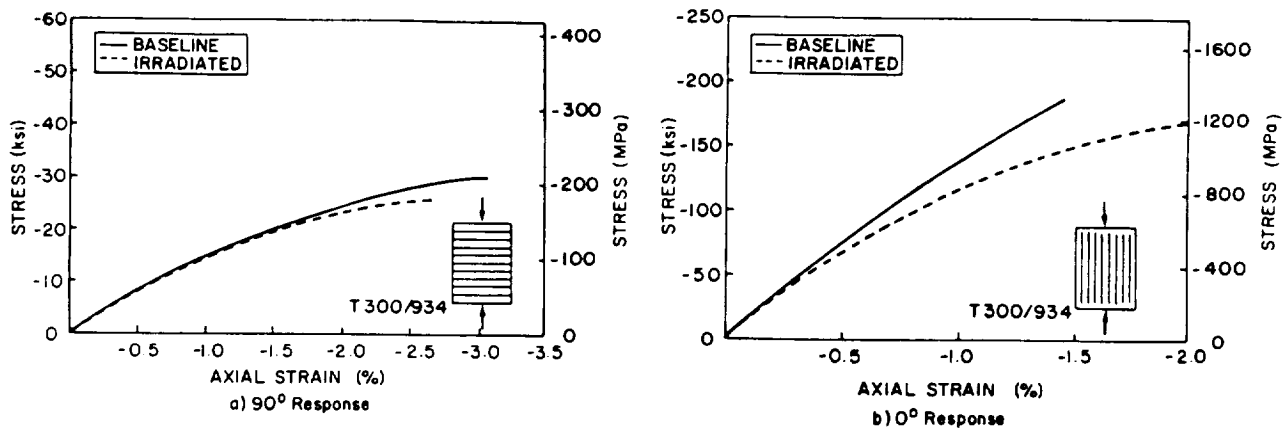 -60
-50
-40
-30
-20
-10
0
STRESS (ksi)
BASELINE
IRRADIATED
-400
-300
-200
-100
0
STRESS (MPa)
T300/934
-0.5
-1.0
-1.5
-2.0
-2.5
-3.0
-3.5
AXIAL STRAIN (%)
a) 90° Response
-250
-200
-175
-150
-100
-50
0
STRESS (ksi)
BASELINE
IRRADIATED
-1600
-1200
-800
-400
0
STRESS (MPa)
T300/934
-0.5
-1.0
-1.5
-2.0
AXIAL STRAIN (%)
b) 0° Response